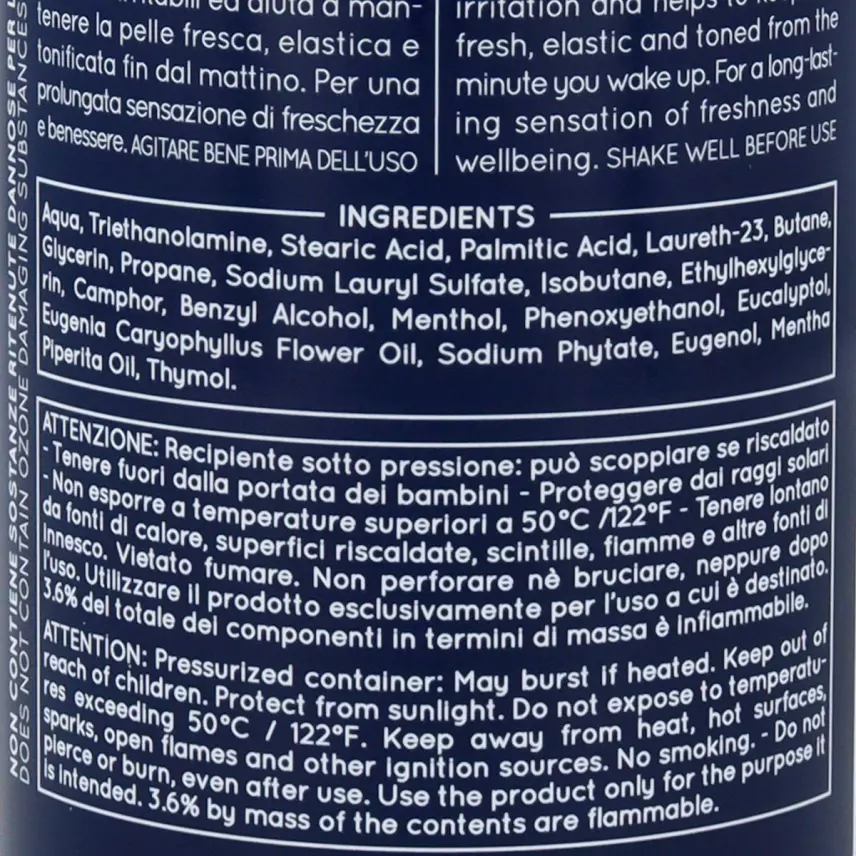 tenere la pelle fresca, elastica e
tonificata fin dal mattino. Per una
prolungata sensazione di freschezza
e benessere. AGITARE BENE PRIMA DELL'USO
irritation and helps to
fresh, elastic and toned from the
minute you wake up. For a long-last-
ing sensation of freshness and
wellbeing. SHAKE WELL BEFORE USE
INGREDIENTS
Aqua, Triethanolamine, Stearic Acid, Palmitic Acid, Laureth-23, Butane,
Glycerin, Propane, Sodium Lauryl Sulfate, Isobutane, Ethylhexylglyce-
rin, Camphor, Benzyl Alcohol, Menthol, Phenoxyethanol, Eucalyptol,
Eugenia Caryophyllus Flower Oil, Sodium Phytate, Eugenol, Mentha
Piperita Oil, Thymol.
ATTENZIONE: Recipiente sotto pressione: può scoppiare se riscaldato
- Tenere fuori dalla portata dei bambini - Proteggere dai raggi solari
- Non esporre a temperature superiori a 50°C /122°F - Tenere lontano
da fonti di calore, superfici riscaldate, scintille, fiamme e altre fonti di
innesco. Vietato fumare. Non perforare nè bruciare, neppure dopo
l'uso. Utilizzare il prodotto esclusivamente per l'uso a cui è destinato.
3.6% del totale dei componenti in termini di massa è infiammabile.
ATTENTION: Pressurized container: May burst if heated. Keep out of
reach of children. Protect from sunlight. Do not expose to temperatu-
res exceeding 50°C / 122°F. Keep away from heat, hot surfaces,
sparks, open flames and other ignition sources. No smoking. - Do not
pierce or burn, even after use. Use the product only for the purpose it
is intended. 3.6% by mass of the contents are flammable.
NON CONTIENE SOSTANZE RITENUTE DANNOSE PER
DOES NOT CONTAIN OZONE DAMAGING SUBSTANCES